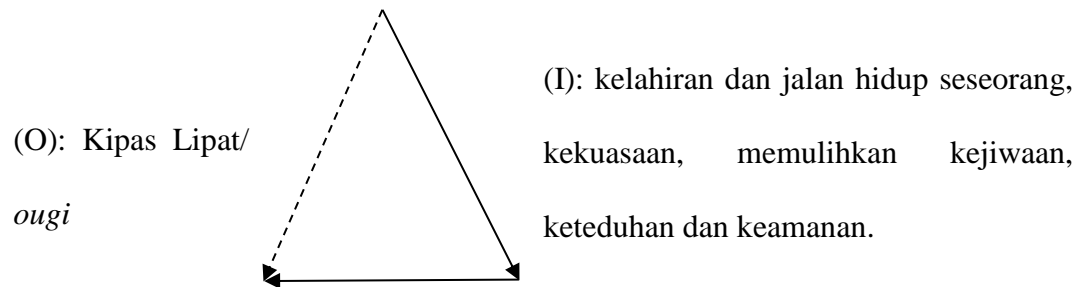 (O): Kipas Lipat/
ougi
(I): kelahiran dan jalan hidup seseorang,
kekuasaan, memulihkan kejiwaan,
keteduhan dan keamanan.